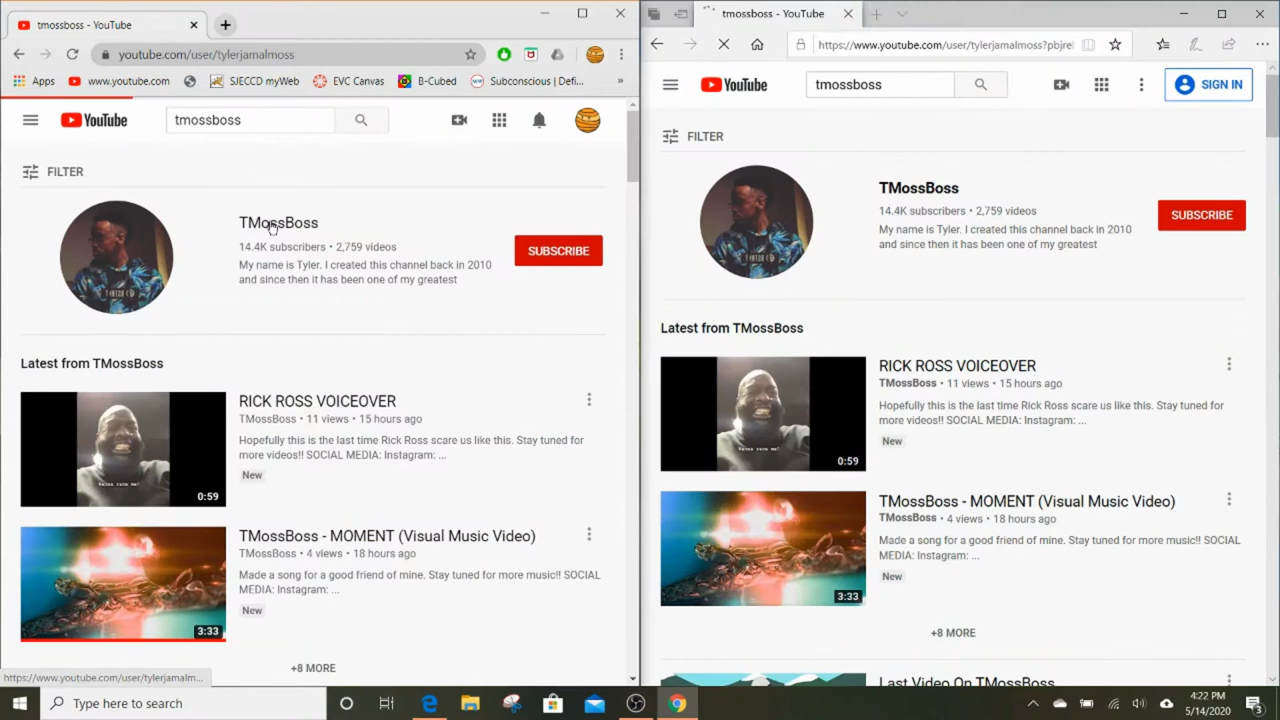 tmossboss - YouTube
youtube.com/user/tylerjamalmoss
Apps
www.youtube.com
SJECCD myWeb
EVC Canvas
B-Cubed
Subconscious | Defi...
»
YouTube
tmossboss
FILTER
TMossBoss
14.4K subscribers • 2,759 videos
My name is Tyler. I created this channel back in 2010
and since then it has been one of my greatest
SUBSCRIBE
Latest from TMossBoss
RICK ROSS VOICEOVER
TMossBoss • 11 views • 15 hours ago
Hopefully this is the last time Rick Ross scare us like this. Stay tuned for
more videos!! SOCIAL MEDIA: Instagram: ...
New
0:59
TMossBoss - MOMENT (Visual Music Video)
TMossBoss • 4 views • 18 hours ago
Made a song for a good friend of mine. Stay tuned for more music!! SOCIAL
MEDIA: Instagram: ...
New
3:33
+8 MORE
https://www.youtube.com/user/tylerjamalm...
tmossboss - YouTube
https://www.youtube.com/user/tylerjamalmoss?pbjrel
YouTube
tmossboss
SIGN IN
FILTER
TMossBoss
14.4K subscribers • 2,759 videos
My name is Tyler. I created this channel back in 2010
and since then it has been one of my greatest
SUBSCRIBE
Latest from TMossBoss
RICK ROSS VOICEOVER
TMossBoss • 11 views • 15 hours ago
Hopefully this is the last time Rick Ross scare us like this. Stay tuned for
more videos!! SOCIAL MEDIA: Instagram: ...
New
0:59
TMossBoss - MOMENT (Visual Music Video)
TMossBoss • 4 views • 18 hours ago
Made a song for a good friend of mine. Stay tuned for more music!! SOCIAL
MEDIA: Instagram: ...
New
3:33
+8 MORE
Last Video On TMossBoss
Type here to search
4:22 PM
5/14/2020
3